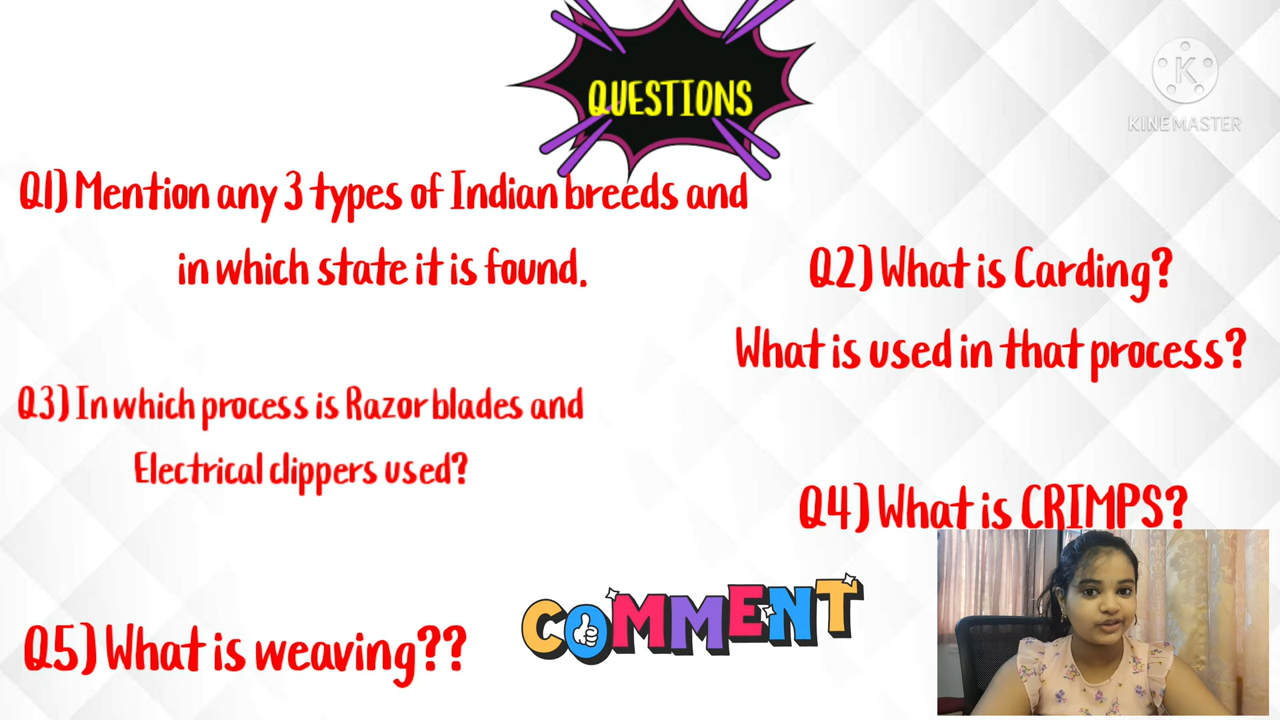 QUESTIONS
K
KINEMASTER
Q1) Mention any 3 types of Indian breeds and
in which state it is found.
Q2) What is Carding?
What is used in that process?
Q3) In which process is Razor blades and
Electrical clippers used?
Q4) What is CRIMPS?
COMMENT
Q5) What is weaving??